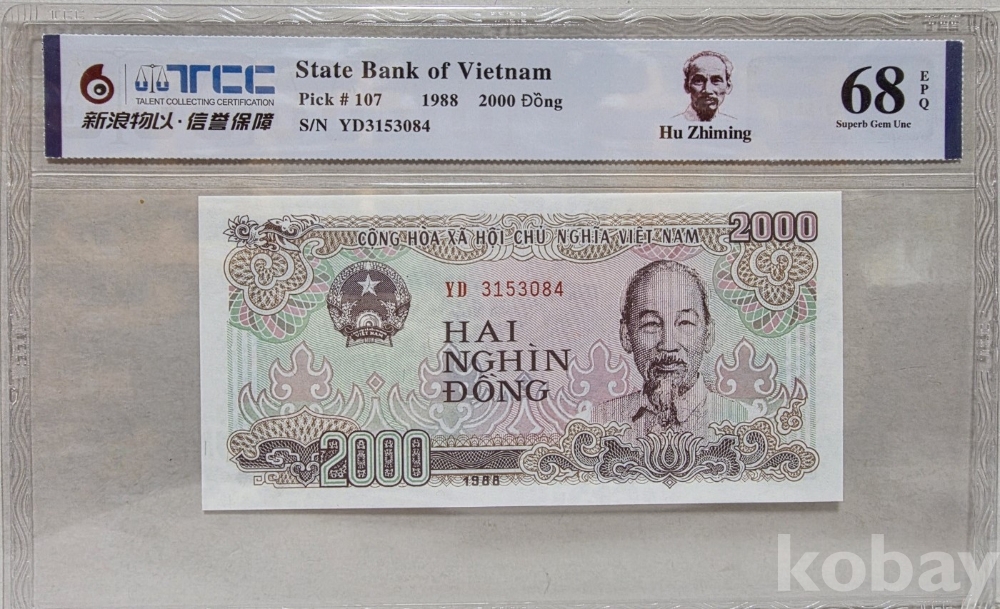 TCC
TALENT COLLECTING CERTIFICATION
新浪物以·信誉保障
State Bank of Vietnam
Pick # 107 1988 2000 Đồng
S/N YD3153084
Hu Zhiming
68
EPQ
Superb Gem Unc
CỘNG HÒA XÃ HỘI CHỦ NGHĨA VIỆT NAM
2000
YD 3153084
HAI
NGHÌN
ĐỒNG
2000
1988
kobay